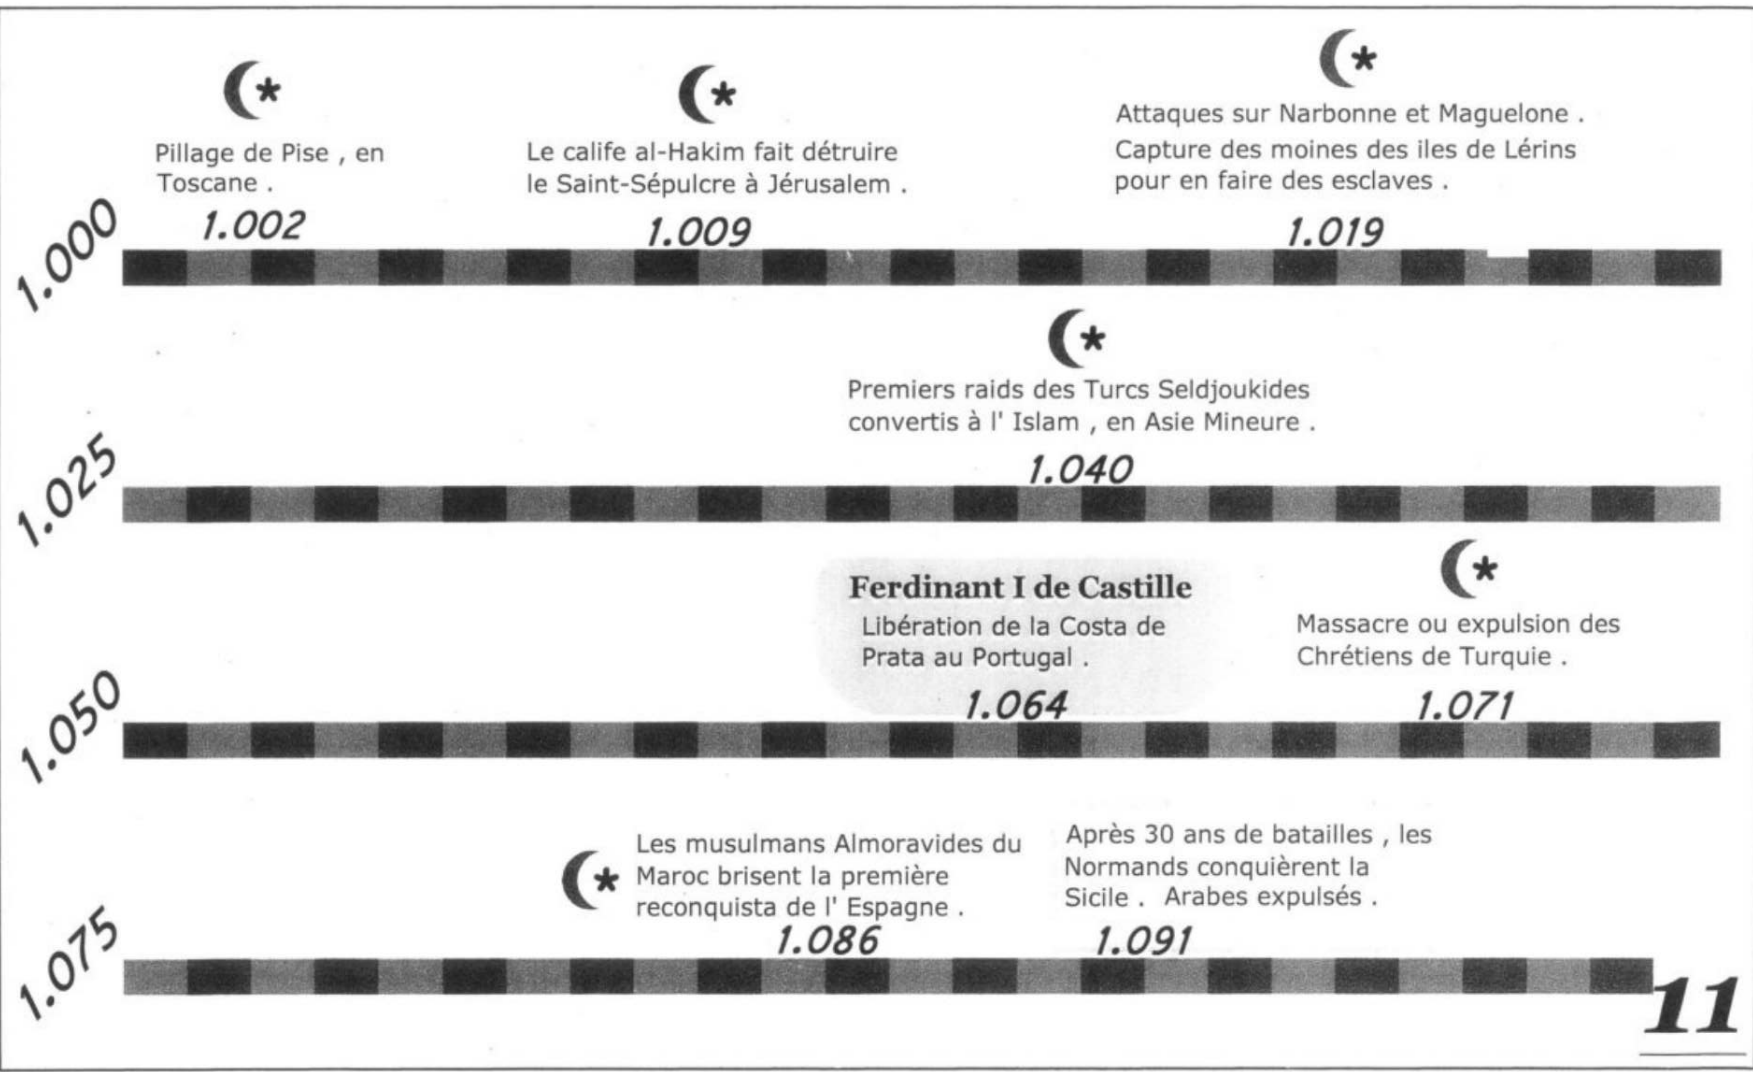 Pillage de Pise , en
Toscane .
1.002
Le calife al-Hakim fait détruire
le Saint-Sépulcre à Jérusalem .
1.009
Attaques sur Narbonne et Maguelone .
Capture des moines des iles de Lérins
pour en faire des esclaves .
1.019
1.000
Premiers raids des Turcs Seldjoukides
convertis à l' Islam , en Asie Mineure .
1.040
1.025
Ferdinant I de Castille
Libération de la Costa de
Prata au Portugal .
1.064
Massacre ou expulsion des
Chrétiens de Turquie .
1.071
1.050
Les musulmans Almoravides du
Maroc brisent la première
reconquista de l' Espagne .
1.086
Après 30 ans de batailles , les
Normands conquièrent la
Sicile . Arabes expulsés .
1.091
1.075
11